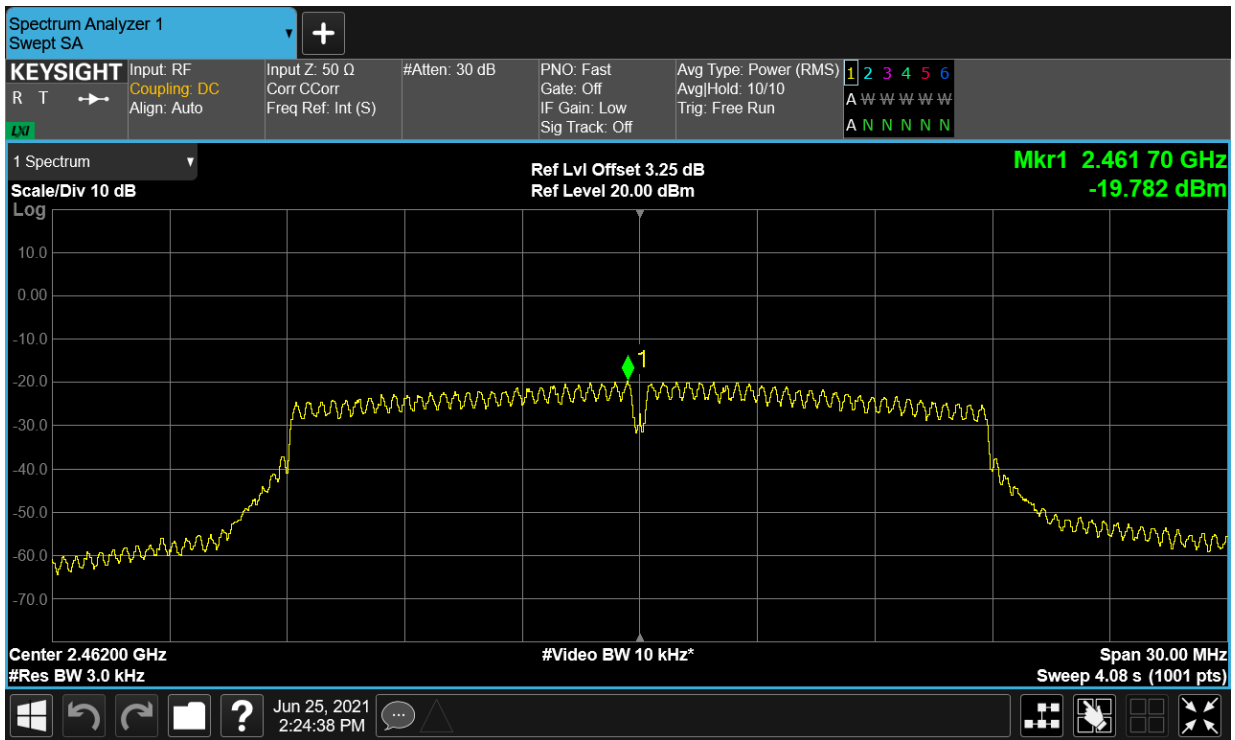 Spectrum Analyzer 1
Swept SA
▼
+
KEYSIGHT
R T
LXI
Input: RF
Coupling: DC
Align: Auto
Input Z: 50 Ω
Corr CCorr
Freq Ref: Int (S)
#Atten: 30 dB
PNO: Fast
Gate: Off
IF Gain: Low
Sig Track: Off
Avg Type: Power (RMS)
Avg|Hold: 10/10
Trig: Free Run
1 2 3 4 5 6
A W W W W W
A N N N N N
1 Spectrum ▼
Scale/Div 10 dB
Log
Ref Lvl Offset 3.25 dB
Ref Level 20.00 dBm
Mkr1 2.461 70 GHz
-19.782 dBm
10.0
0.00
-10.0
-20.0
-30.0
-40.0
-50.0
-60.0
-70.0
1
Center 2.46200 GHz
#Res BW 3.0 kHz
#Video BW 10 kHz*
Span 30.00 MHz
Sweep 4.08 s (1001 pts)
?
Jun 25, 2021
2:24:38 PM